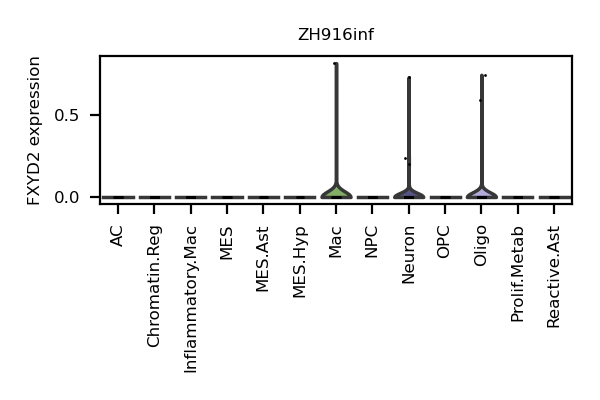 ZH916inf
FXYD2 expression
0.5
0.0
AC
Chromatin.Reg
Inflammatory.Mac
MES
MES.Ast
MES.Hyp
Mac
NPC
Neuron
OPC
Oligo
Prolif.Metab
Reactive.Ast